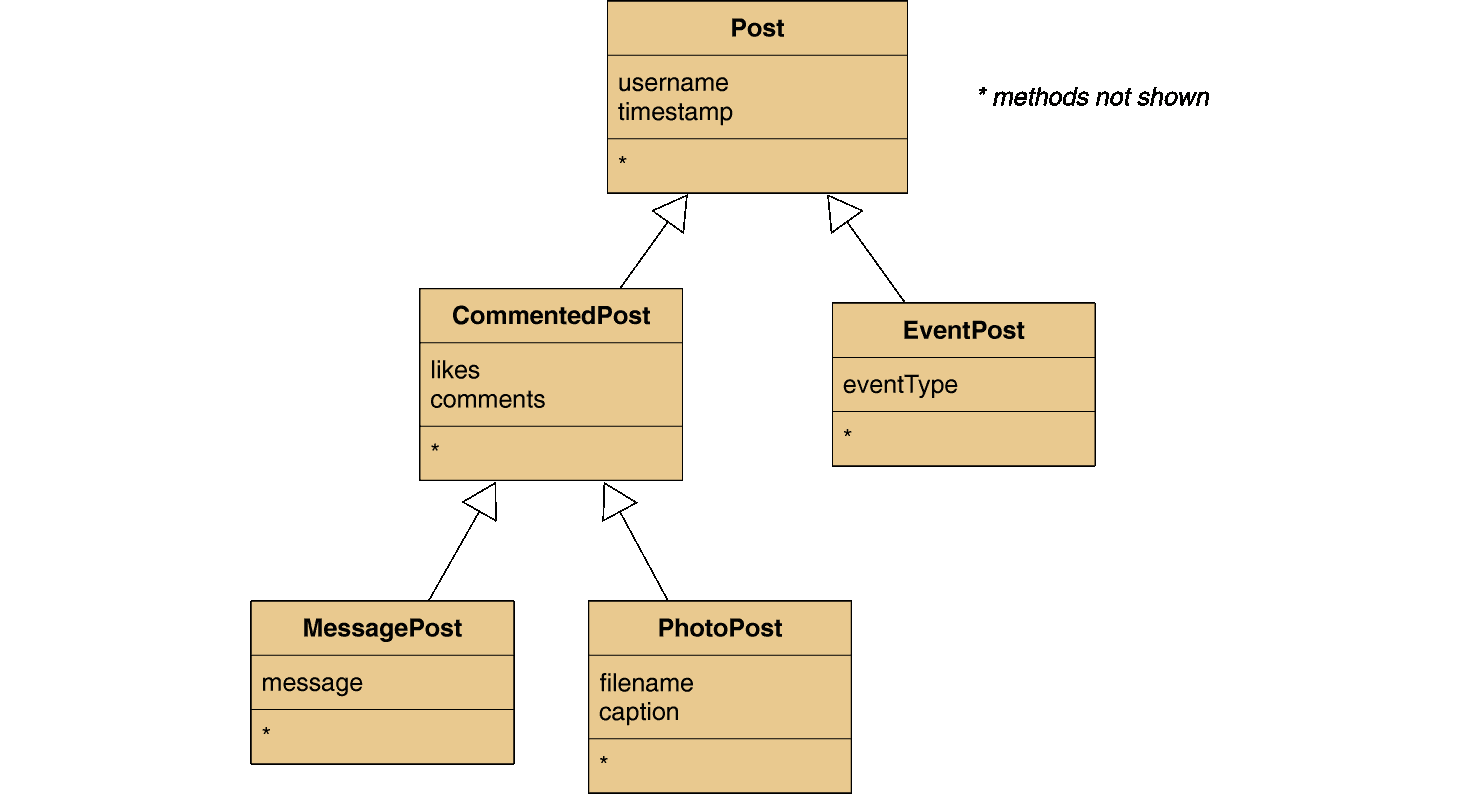 Post
username
timestamp
*
* methods not shown
CommentedPost
likes
comments
*
EventPost
eventType
*
MessagePost
message
*
PhotoPost
filename
caption
*